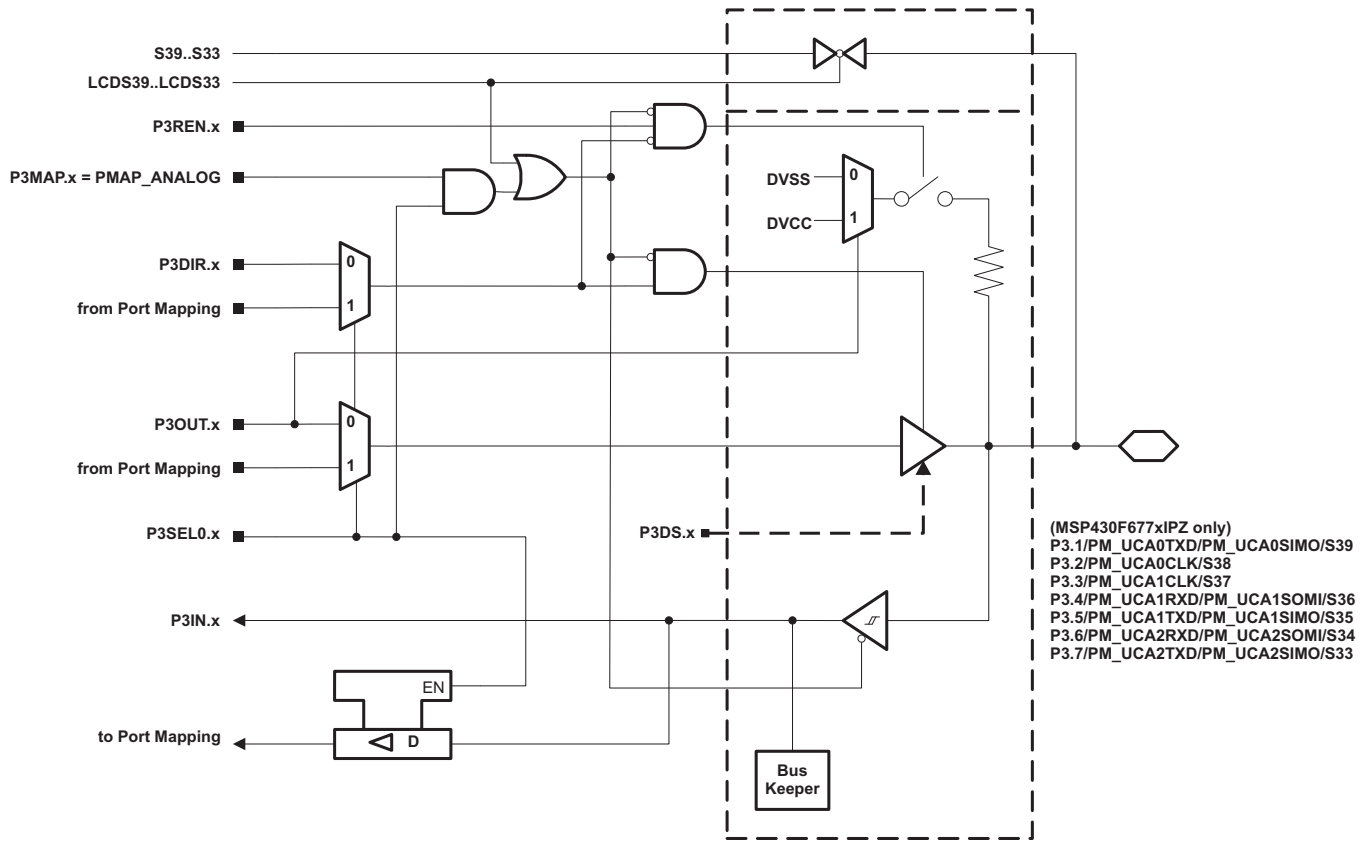 S39..S33
LCDS39..LCDS33
P3REN.x
P3MAP.x = PMAP_ANALOG
DVSS
0
DVCC
1
P3DIR.x
0
from Port Mapping
1
P3OUT.x
0
from Port Mapping
1
P3SEL0.x
P3DS.x
(MSP430F677xIPZ only)
P3.1/PM_UCA0TXD/PM_UCA0SIMO/S39
P3.2/PM_UCA0CLK/S38
P3.3/PM_UCA1CLK/S37
P3.4/PM_UCA1RXD/PM_UCA1SOMI/S36
P3.5/PM_UCA1TXD/PM_UCA1SIMO/S35
P3.6/PM_UCA2RXD/PM_UCA2SOMI/S34
P3.7/PM_UCA2TXD/PM_UCA2SIMO/S33
P3IN.x
EN
to Port Mapping
D
Bus
Keeper